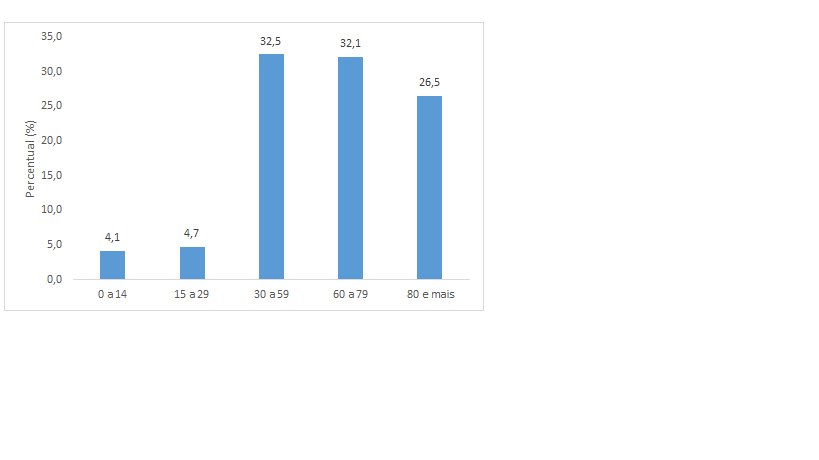 35,0
30,0
25,0
20,0
15,0
10,0
5,0
0,0
Percentual (%)
4,1
4,7
32,5
32,1
26,5
0 a 14
15 a 29
30 a 59
60 a 79
80 e mais